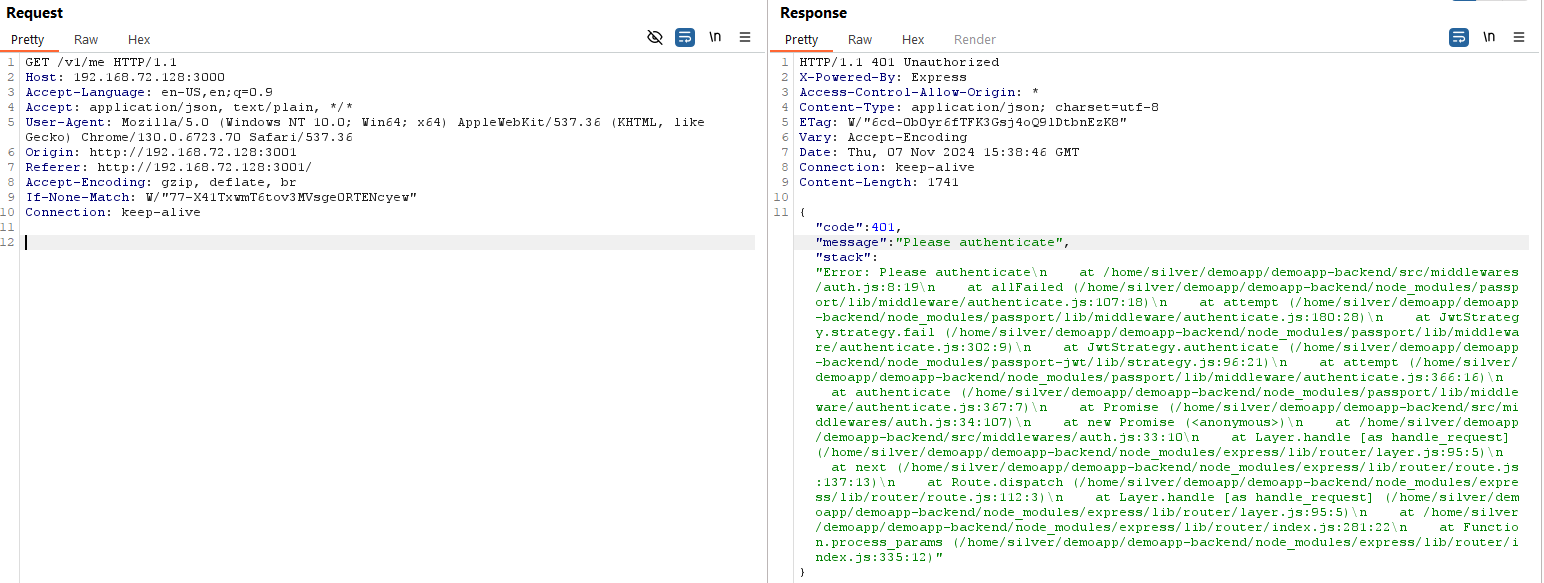 Request
Pretty Raw Hex
\n
1 GET /v1/me HTTP/1.1
2 Host: 192.168.72.128:3000
3 Accept-Language: en-US,en;q=0.9
4 Accept: application/json, text/plain, */*
5 User-Agent: Mozilla/5.0 (Windows NT 10.0; Win64; x64) AppleWebKit/537.36 (KHTML, like
Gecko) Chrome/130.0.6723.70 Safari/537.36
6 Origin: http://192.168.72.128:3001
7 Referer: http://192.168.72.128:3001/
8 Accept-Encoding: gzip, deflate, br
9 If-None-Match: W/"77-X41TxwmT6tov3MVsgeORTENcyew"
10 Connection: keep-alive
11
12
Response
Pretty Raw Hex Render
\n
1 HTTP/1.1 401 Unauthorized
2 X-Powered-By: Express
3 Access-Control-Allow-Origin: *
4 Content-Type: application/json; charset=utf-8
5 ETag: W/"6cd-0b0yr6fTFK3Gsj4oQ9lDtbnEzK8"
6 Vary: Accept-Encoding
7 Date: Thu, 07 Nov 2024 15:38:46 GMT
8 Connection: keep-alive
9 Content-Length: 1741
10
11 {
"code":401,
"message":"Please authenticate",
"stack":
"Error: Please authenticate\n    at /home/silver/demoapp/demoapp-backend/src/middlewares
/auth.js:8:19\n    at allFailed (/home/silver/demoapp/demoapp-backend/node_modules/passp
ort/lib/middleware/authenticate.js:107:18)\n    at attempt (/home/silver/demoapp/demoapp
-backend/node_modules/passport/lib/middleware/authenticate.js:180:28)\n    at JwtStrateg
y.strategy.fail (/home/silver/demoapp/demoapp-backend/node_modules/passport/lib/middlewa
re/authenticate.js:302:9)\n    at JwtStrategy.authenticate (/home/silver/demoapp/demoapp
-backend/node_modules/passport-jwt/lib/strategy.js:96:21)\n    at attempt (/home/silver/
demoapp/demoapp-backend/node_modules/passport/lib/middleware/authenticate.js:366:16)\n
at authenticate (/home/silver/demoapp/demoapp-backend/node_modules/passport/lib/middle
ware/authenticate.js:367:7)\n    at Promise (/home/silver/demoapp/demoapp-backend/src/mi
ddlewares/auth.js:34:107)\n    at new Promise (<anonymous>)\n    at /home/silver/demoapp
/demoapp-backend/src/middlewares/auth.js:33:10\n    at Layer.handle [as handle_request]
(/home/silver/demoapp/demoapp-backend/node_modules/express/lib/router/layer.js:95:5)\n
at next (/home/silver/demoapp/demoapp-backend/node_modules/express/lib/router/route.js
:137:13)\n    at Route.dispatch (/home/silver/demoapp/demoapp-backend/node_modules/expre
ss/lib/router/route.js:112:3)\n    at Layer.handle [as handle_request] (/home/silver/dem
oapp/demoapp-backend/node_modules/express/lib/router/layer.js:95:5)\n    at /home/silver
/demoapp/demoapp-backend/node_modules/express/lib/router/index.js:281:22\n    at Functio
n.process_params (/home/silver/demoapp/demoapp-backend/node_modules/express/lib/router/i
ndex.js:335:12)"
}